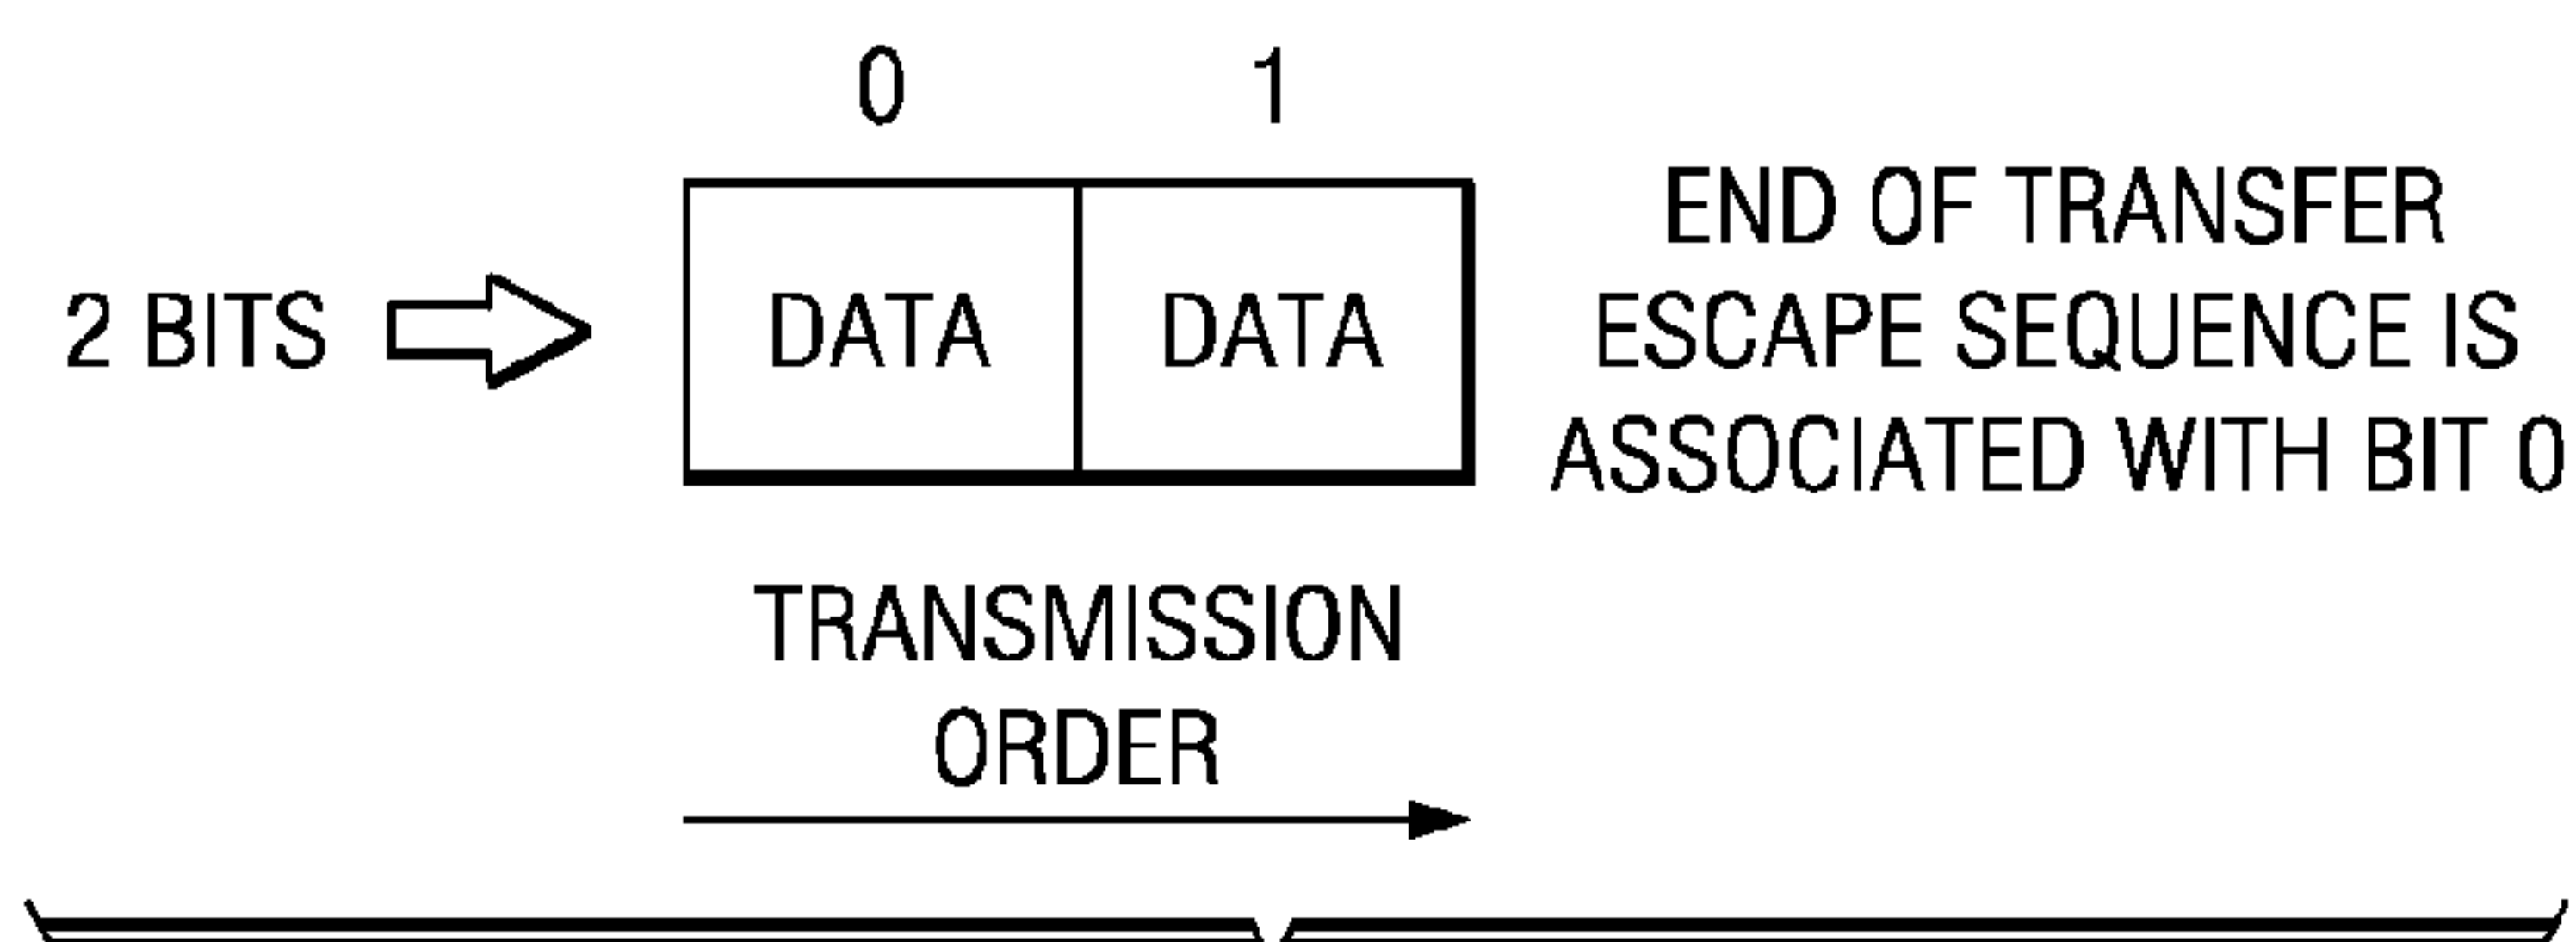 0 1
2 BITS
DATA DATA
END OF TRANSFER
ESCAPE SEQUENCE IS
ASSOCIATED WITH BIT 0
TRANSMISSION
ORDER